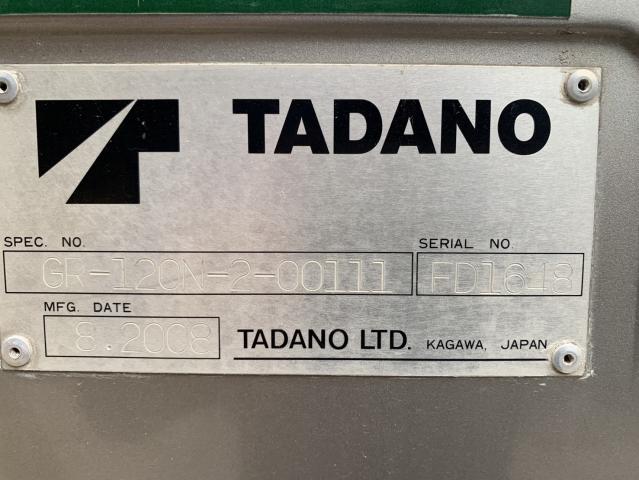 TADANO
SPEC. NO.
SERIAL NO.
GR-120N-2-00111
FD1648
MFG. DATE
8.2008
TADANO LTD. KAGAWA, JAPAN